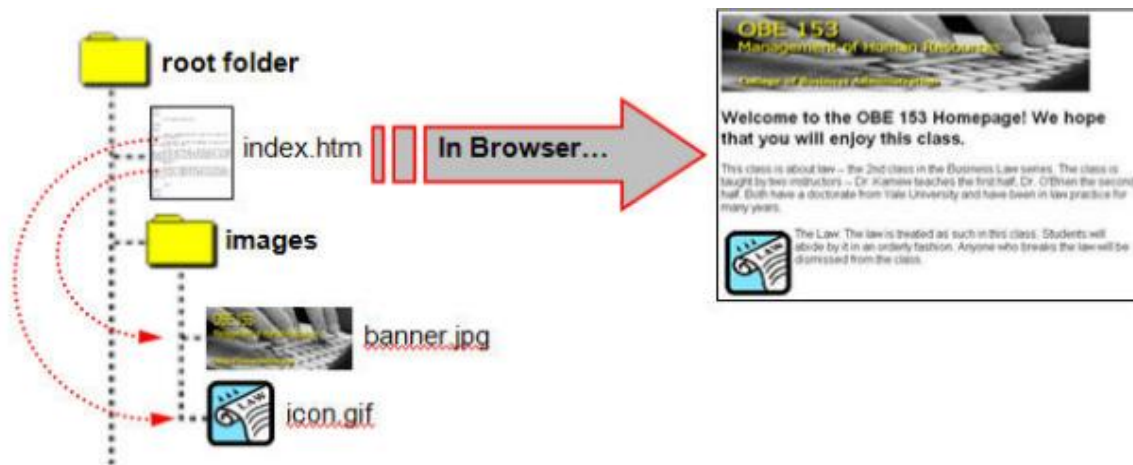 root folder
index.htm
In Browser...
images
banner.jpg
icon.gif
OBE 153
Management of Human Resources
College of Business Administration
Welcome to the OBE 153 Homepage! We hope
that you will enjoy this class.
This class is about law – the 2nd class in the Business Law series. The class is
taught by two instructors – Dr. teaches the first half, Dr. O'Brien the second
half. Both have a doctorate from Yale University and have been in law practice for
many years.
The Law: The law is treated as such in this class. Students will
abide by it in an orderly fashion. Anyone who breaks the law will be
dismissed from the class.
LAW